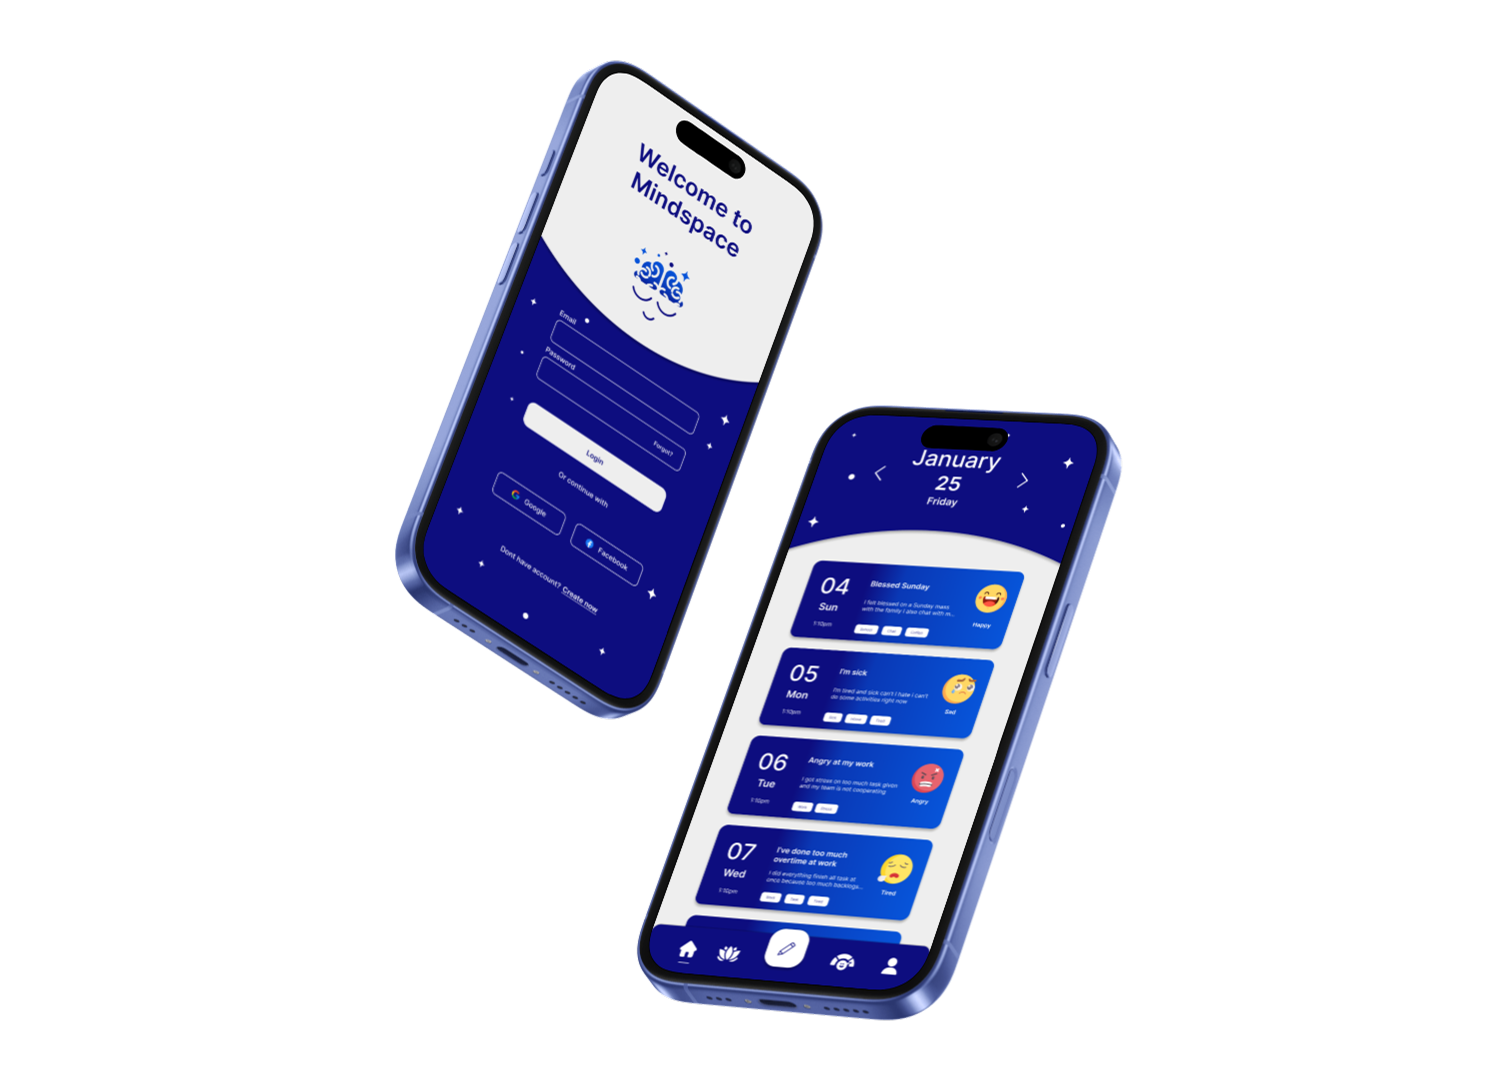 Welcome to
Mindspace
Email
Password
Forgot?
Login
Or continue with
Google
Facebook
Dont have account? Create now
January
25
Friday
04
Sun
1:10pm
Blessed Sunday
I felt blessed on a Sunday mass
with the family I also chat with m...
Happy
05
Mon
1:10pm
I'm sick
I'm tired and sick can't I hate I can't
do some activities right now
Sad
06
Tue
1:10pm
Angry at my work
I got stress on too much task given
and my team is not cooperating
Angry
07
Wed
1:10pm
I've done too much
overtime at work
I did everything finish all task at
once because too much backlogs...
Tired